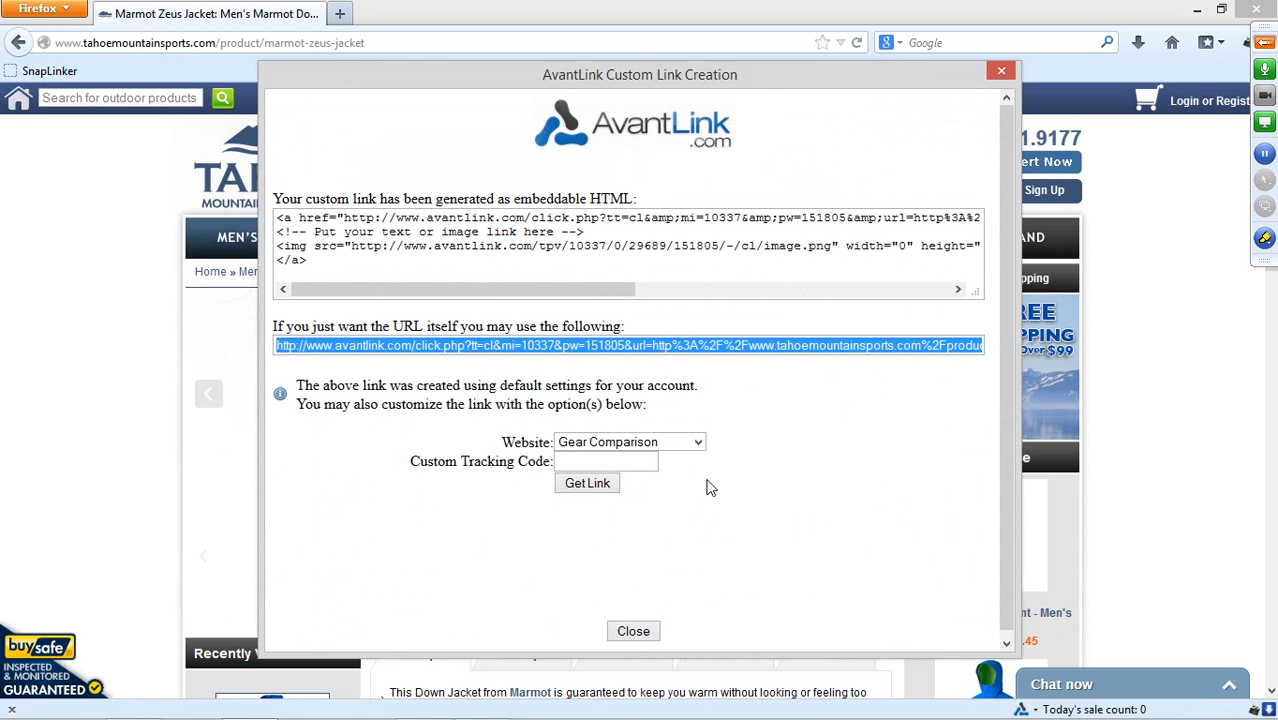 Firefox
Marmot Zeus Jacket: Men's Marmot Do...
www.tahoemountainsports.com/product/marmot-zeus-jacket
Google
SnapLinker
AvantLink Custom Link Creation
Search for outdoor products
Login or Regist
AvantLink
.com
1.9177
ert Now
Sign Up
Your custom link has been generated as embeddable HTML:
<a href="http://www.avantlink.com/click.php?tt=cl&amp;mi=10337&amp;pw=151805&amp;url=http%3A%2
<!-- Put your text or image link here -->
<img src="http://www.avantlink.com/tpv/10337/0/29689/151805/-/cl/image.png" width="0" height="
</a>
MEN'S
AND
Home » Men
pping
If you just want the URL itself you may use the following:
http://www.avantlink.com/click.php?tt=cl&mi=10337&pw=151805&url=http%3A%2F%2Fwww.tahoemountainsports.com%2Fproduc
FREE
SHIPPING
Over $99
The above link was created using default settings for your account.
You may also customize the link with the option(s) below:
Website: Gear Comparison
Custom Tracking Code:
Get Link
e
nt - Men's
.45
Close
buySAFE
INSPECTED
& MONITORED
GUARANTEED
Recently V
This Down Jacket from Marmot is guaranteed to keep you warm without looking or feeling too
Chat now
Today's sale count: 0